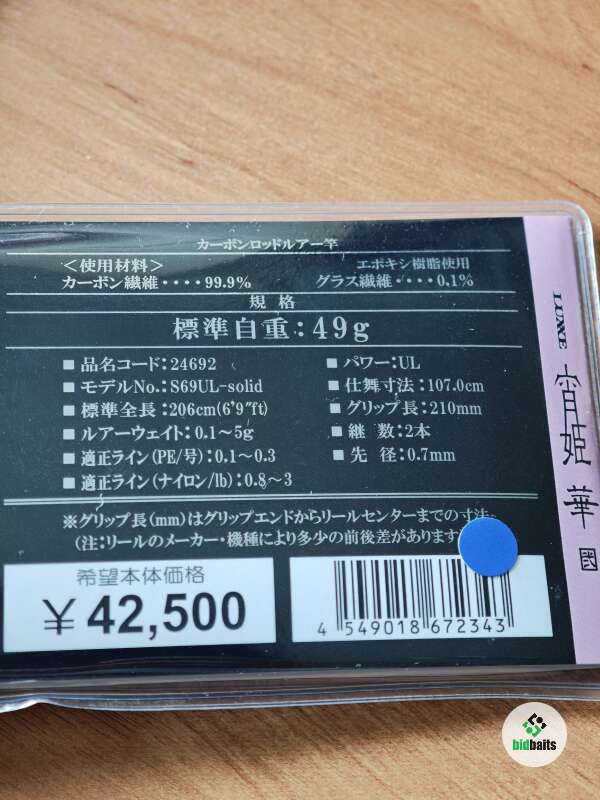 カーボンロッドルアー竿
＜使用材料＞ エポキシ樹脂使用
カーボン繊維・・・・99.9% グラス繊維・・・・0.1%
規格
標準自重：49g
■ 品名コード：24692
■ モデルNo.：S69UL-solid
■ 標準全長：206cm(6'9"ft)
■ ルアーウェイト：0.1～5g
■ 適正ライン(PE/号)：0.1～0.3
■ 適正ライン(ナイロン/lb)：0.8～3
■ パワー：UL
■ 仕舞寸法：107.0cm
■ グリップ長：210mm
■ 継 数：2本
■ 先 径：0.7mm
※グリップ長(mm)はグリップエンドからリールセンターまでの寸法。
(注：リールのメーカー・機種により多少の前後差があります
希望本体価格
¥ 42,500
4 549018 672343
LUXXE 宵姫 華
bidbaits